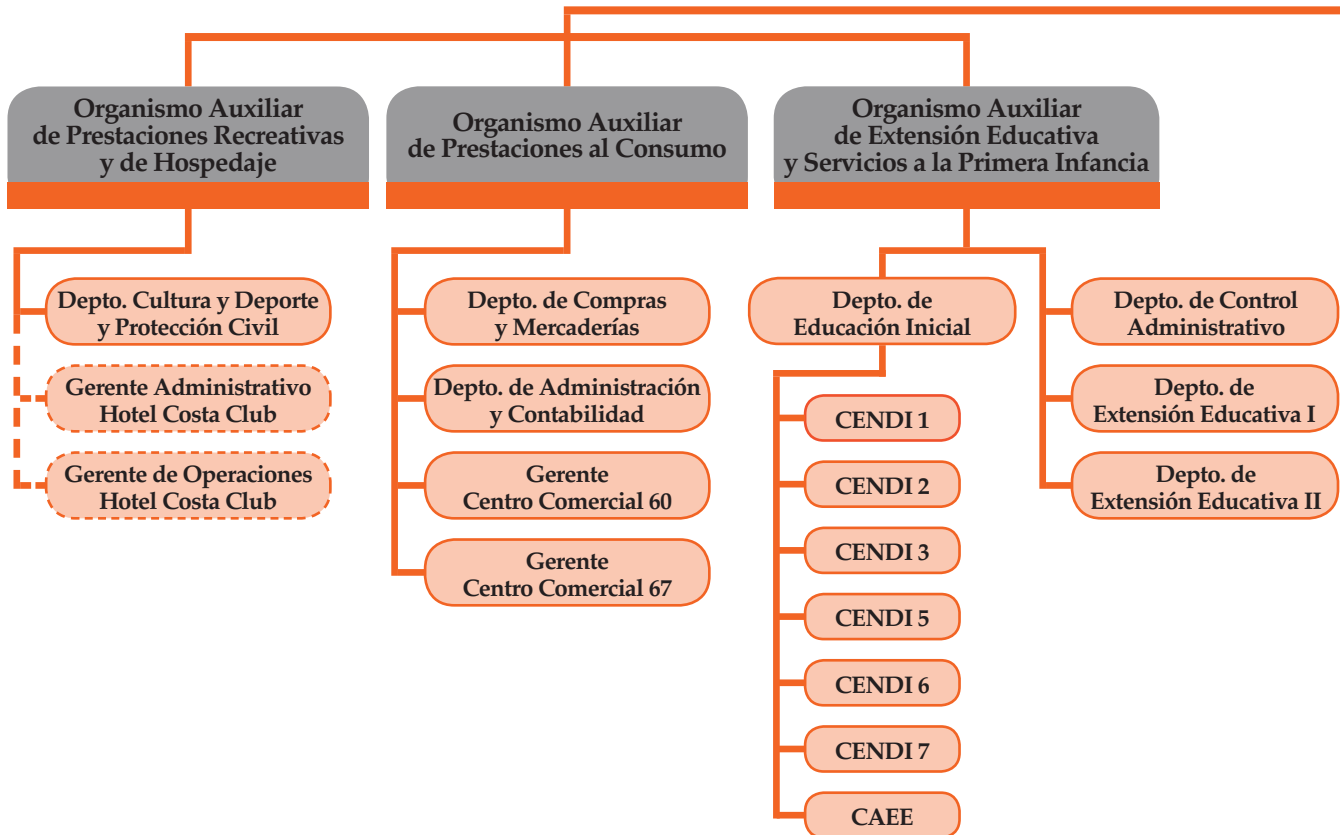 Organismo Auxiliar
de Prestaciones Recreativas
y de Hospedaje
Organismo Auxiliar
de Prestaciones al Consumo
Organismo Auxiliar
de Extensión Educativa
y Servicios a la Primera Infancia
Depto. Cultura y Deporte
y Protección Civil
Gerente Administrativo
Hotel Costa Club
Gerente de Operaciones
Hotel Costa Club
Depto. de Compras
y Mercaderías
Depto. de Administración
y Contabilidad
Gerente
Centro Comercial 60
Gerente
Centro Comercial 67
Depto. de
Educación Inicial
CENDI 1
CENDI 2
CENDI 3
CENDI 5
CENDI 6
CENDI 7
CAEE
Depto. de Control
Administrativo
Depto. de
Extensión Educativa I
Depto. de
Extensión Educativa II